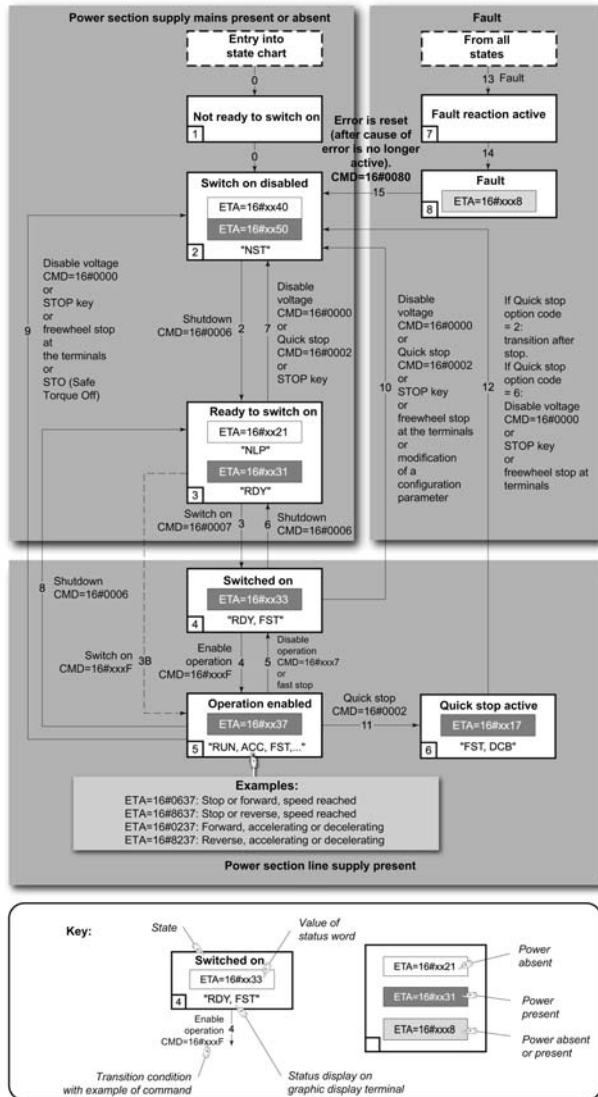 Power section supply mains present or absent
Entry into
state chart
0
Not ready to switch on
1
0
Switch on disabled
ETA=16#xx40
ETA=16#xx50
2
"NST"
Fault
From all
states
13 Fault
Fault reaction active
7
14
Fault
ETA=16#xxx8
8
Error is reset
(after cause of
error is no longer
active).
CMD=16#0080
15
9
Disable voltage
CMD=16#0000
or
STOP key
or
freewheel stop
at
the terminals
or
STO (Safe
Torque Off)
Shutdown
CMD=16#0006
2
7
Disable
voltage
CMD=16#0000
or
Quick stop
CMD=16#0002
or
STOP key
10
Disable
voltage
CMD=16#0000
or
Quick stop
CMD=16#0002
or
STOP key
or
freewheel stop
at the terminals
or
modification
of a
configuration
parameter
12
If Quick stop
option code
= 2:
transition after
stop.
If Quick stop
option code
= 6:
Disable voltage
CMD=16#0000
or
STOP key
or
freewheel stop at
terminals
Ready to switch on
ETA=16#xx21
"NLP"
ETA=16#xx31
3
"RDY"
Switch on
CMD=16#0007
3
6
Shutdown
CMD=16#0006
8
Shutdown
CMD=16#0006
Switched on
ETA=16#xx33
4
"RDY, FST"
Switch on
CMD=16#xxxF
3B
Enable
operation
CMD=16#xxxF
4
5
Disable
operation
CMD=16#xxx7
or
fast stop
Operation enabled
ETA=16#xx37
5
"RUN, ACC, FST,..."
Quick stop
CMD=16#0002
11
Quick stop active
ETA=16#xx17
6
"FST, DCB"
Examples:
ETA=16#0637: Stop or forward, speed reached
ETA=16#8637: Stop or reverse, speed reached
ETA=16#0237: Forward, accelerating or decelerating
ETA=16#8237: Reverse, accelerating or decelerating
Power section line supply present
Key:
State
Value of
status word
Switched on
ETA=16#xx33
4
"RDY, FST"
Enable
operation
CMD=16#xxxF
4
Transition condition
with example of command
Status display on
graphic display terminal
ETA=16#xx21
ETA=16#xx31
ETA=16#xxx8
Power
absent
Power
present
Power absent
or present